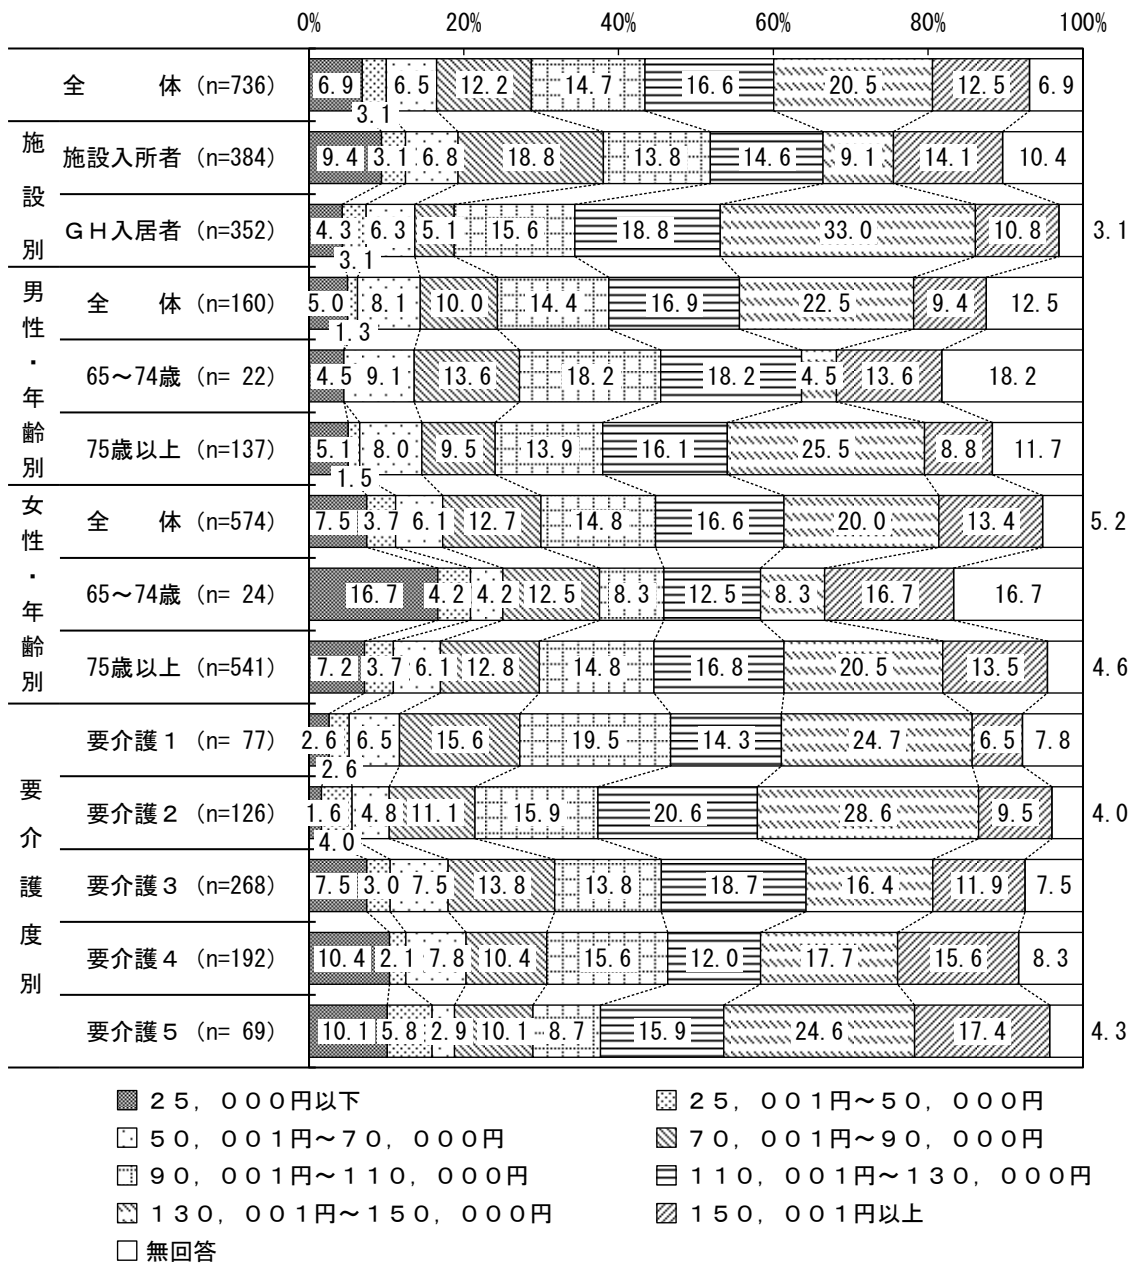 0% 20% 40% 60% 80% 100%
全 体 (n=736) 6.9 3.1 6.5 12.2 14.7 16.6 20.5 12.5 6.9
施設別
施設入所者 (n=384) 9.4 3.1 6.8 18.8 13.8 14.6 9.1 14.1 10.4
ＧＨ入居者 (n=352) 4.3 3.1 6.3 5.1 15.6 18.8 33.0 10.8 3.1
男性・年齢別
全 体 (n=160) 5.0 1.3 8.1 10.0 14.4 16.9 22.5 9.4 12.5
65～74歳 (n= 22) 4.5 9.1 13.6 18.2 18.2 4.5 13.6 18.2
75歳以上 (n=137) 5.1 1.5 8.0 9.5 13.9 16.1 25.5 8.8 11.7
女性・年齢別
全 体 (n=574) 7.5 3.7 6.1 12.7 14.8 16.6 20.0 13.4 5.2
65～74歳 (n= 24) 16.7 4.2 4.2 12.5 8.3 12.5 8.3 16.7 16.7
75歳以上 (n=541) 7.2 3.7 6.1 12.8 14.8 16.8 20.5 13.5 4.6
要介護度別
要介護１ (n= 77) 2.6 2.6 6.5 15.6 19.5 14.3 24.7 6.5 7.8
要介護２ (n=126) 1.6 4.0 4.8 11.1 15.9 20.6 28.6 9.5 4.0
要介護３ (n=268) 7.5 3.0 7.5 13.8 13.8 18.7 16.4 11.9 7.5
要介護４ (n=192) 10.4 2.1 7.8 10.4 15.6 12.0 17.7 15.6 8.3
要介護５ (n= 69) 10.1 5.8 2.9 10.1 8.7 15.9 24.6 17.4 4.3
２５，０００円以下
２５，００１円～５０，０００円
５０，００１円～７０，０００円
７０，００１円～９０，０００円
９０，００１円～１１０，０００円
１１０，００１円～１３０，０００円
１３０，００１円～１５０，０００円
１５０，００１円以上
無回答